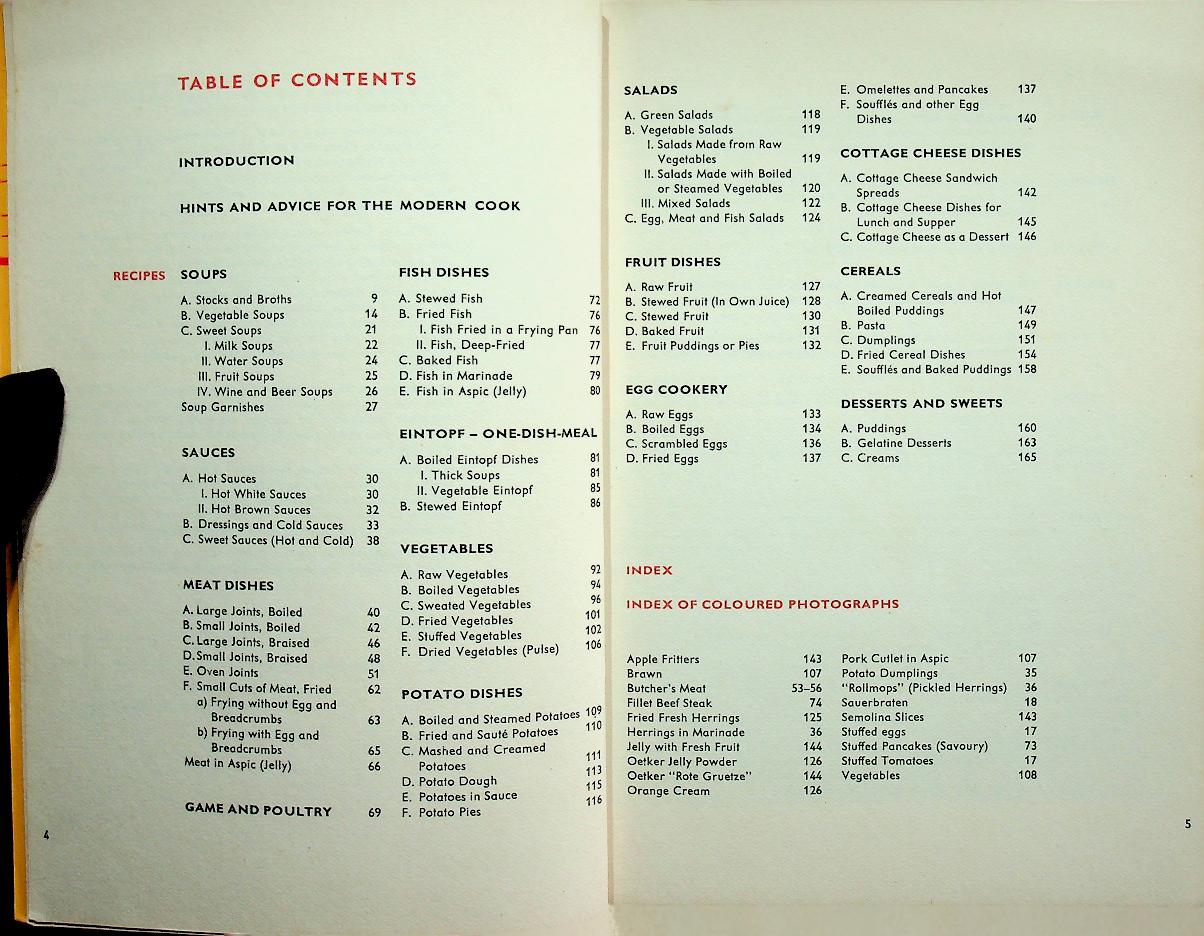 TABLE OF CONTENTS
INTRODUCTION
HINTS AND ADVICE FOR THE MODERN COOK
RECIPES
SOUPS
A. Stocks and Broths 9
B. Vegetable Soups 14
C. Sweet Soups 21
I. Milk Soups 22
II. Water Soups 24
III. Fruit Soups 25
IV. Wine and Beer Soups 26
Soup Garnishes 27
SAUCES
A. Hot Sauces 30
I. Hot White Sauces 30
II. Hot Brown Sauces 32
B. Dressings and Cold Sauces 33
C. Sweet Sauces (Hot and Cold) 38
MEAT DISHES
A. Large Joints, Boiled 40
B. Small Joints, Boiled 42
C. Large Joints, Braised 46
D. Small Joints, Braised 48
E. Oven Joints 51
F. Small Cuts of Meat, Fried 62
a) Frying without Egg and
Breadcrumbs 63
b) Frying with Egg and
Breadcrumbs 65
Meat in Aspic (Jelly) 66
GAME AND POULTRY 69
4
FISH DISHES
A. Stewed Fish 72
B. Fried Fish 76
I. Fish Fried in a Frying Pan 76
II. Fish, Deep-Fried 77
C. Baked Fish 77
D. Fish in Marinade 79
E. Fish in Aspic (Jelly) 80
EINTOPF – ONE-DISH-MEAL
A. Boiled Eintopf Dishes 81
I. Thick Soups 81
II. Vegetable Eintopf 85
B. Stewed Eintopf 86
VEGETABLES
A. Raw Vegetables 92
B. Boiled Vegetables 94
C. Sweated Vegetables 96
D. Fried Vegetables 101
E. Stuffed Vegetables 102
F. Dried Vegetables (Pulse) 106
POTATO DISHES
A. Boiled and Steamed Potatoes 109
B. Fried and Sauté Potatoes 110
C. Mashed and Creamed
Potatoes 111
D. Potato Dough 113
E. Potatoes in Sauce 115
F. Potato Pies 116
SALADS
A. Green Salads 118
B. Vegetable Salads 119
I. Salads Made from Raw
Vegetables 119
II. Salads Made with Boiled
or Steamed Vegetables 120
III. Mixed Salads 122
C. Egg, Meat and Fish Salads 124
FRUIT DISHES
A. Raw Fruit 127
B. Stewed Fruit (In Own Juice) 128
C. Stewed Fruit 130
D. Baked Fruit 131
E. Fruit Puddings or Pies 132
EGG COOKERY
A. Raw Eggs 133
B. Boiled Eggs 134
C. Scrambled Eggs 136
D. Fried Eggs 137
E. Omelettes and Pancakes 137
F. Soufflés and other Egg
Dishes 140
COTTAGE CHEESE DISHES
A. Cottage Cheese Sandwich
Spreads 142
B. Cottage Cheese Dishes for
Lunch and Supper 145
C. Cottage Cheese as a Dessert 146
CEREALS
A. Creamed Cereals and Hot
Boiled Puddings 147
B. Pasta 149
C. Dumplings 151
D. Fried Cereal Dishes 154
E. Soufflés and Baked Puddings 158
DESSERTS AND SWEETS
A. Puddings 160
B. Gelatine Desserts 163
C. Creams 165
INDEX
INDEX OF COLOURED PHOTOGRAPHS
Apple Fritters 143
Brawn 107
Butcher's Meat 53–56
Fillet Beef Steak 74
Fried Fresh Herrings 125
Herrings in Marinade 36
Jelly with Fresh Fruit 144
Oetker Jelly Powder 126
Oetker "Rote Gruetze" 144
Orange Cream 126
Pork Cutlet in Aspic 107
Potato Dumplings 35
"Rollmops" (Pickled Herrings) 36
Sauerbraten 18
Semolina Slices 143
Stuffed eggs 17
Stuffed Pancakes (Savoury) 73
Stuffed Tomatoes 17
Vegetables 108
5